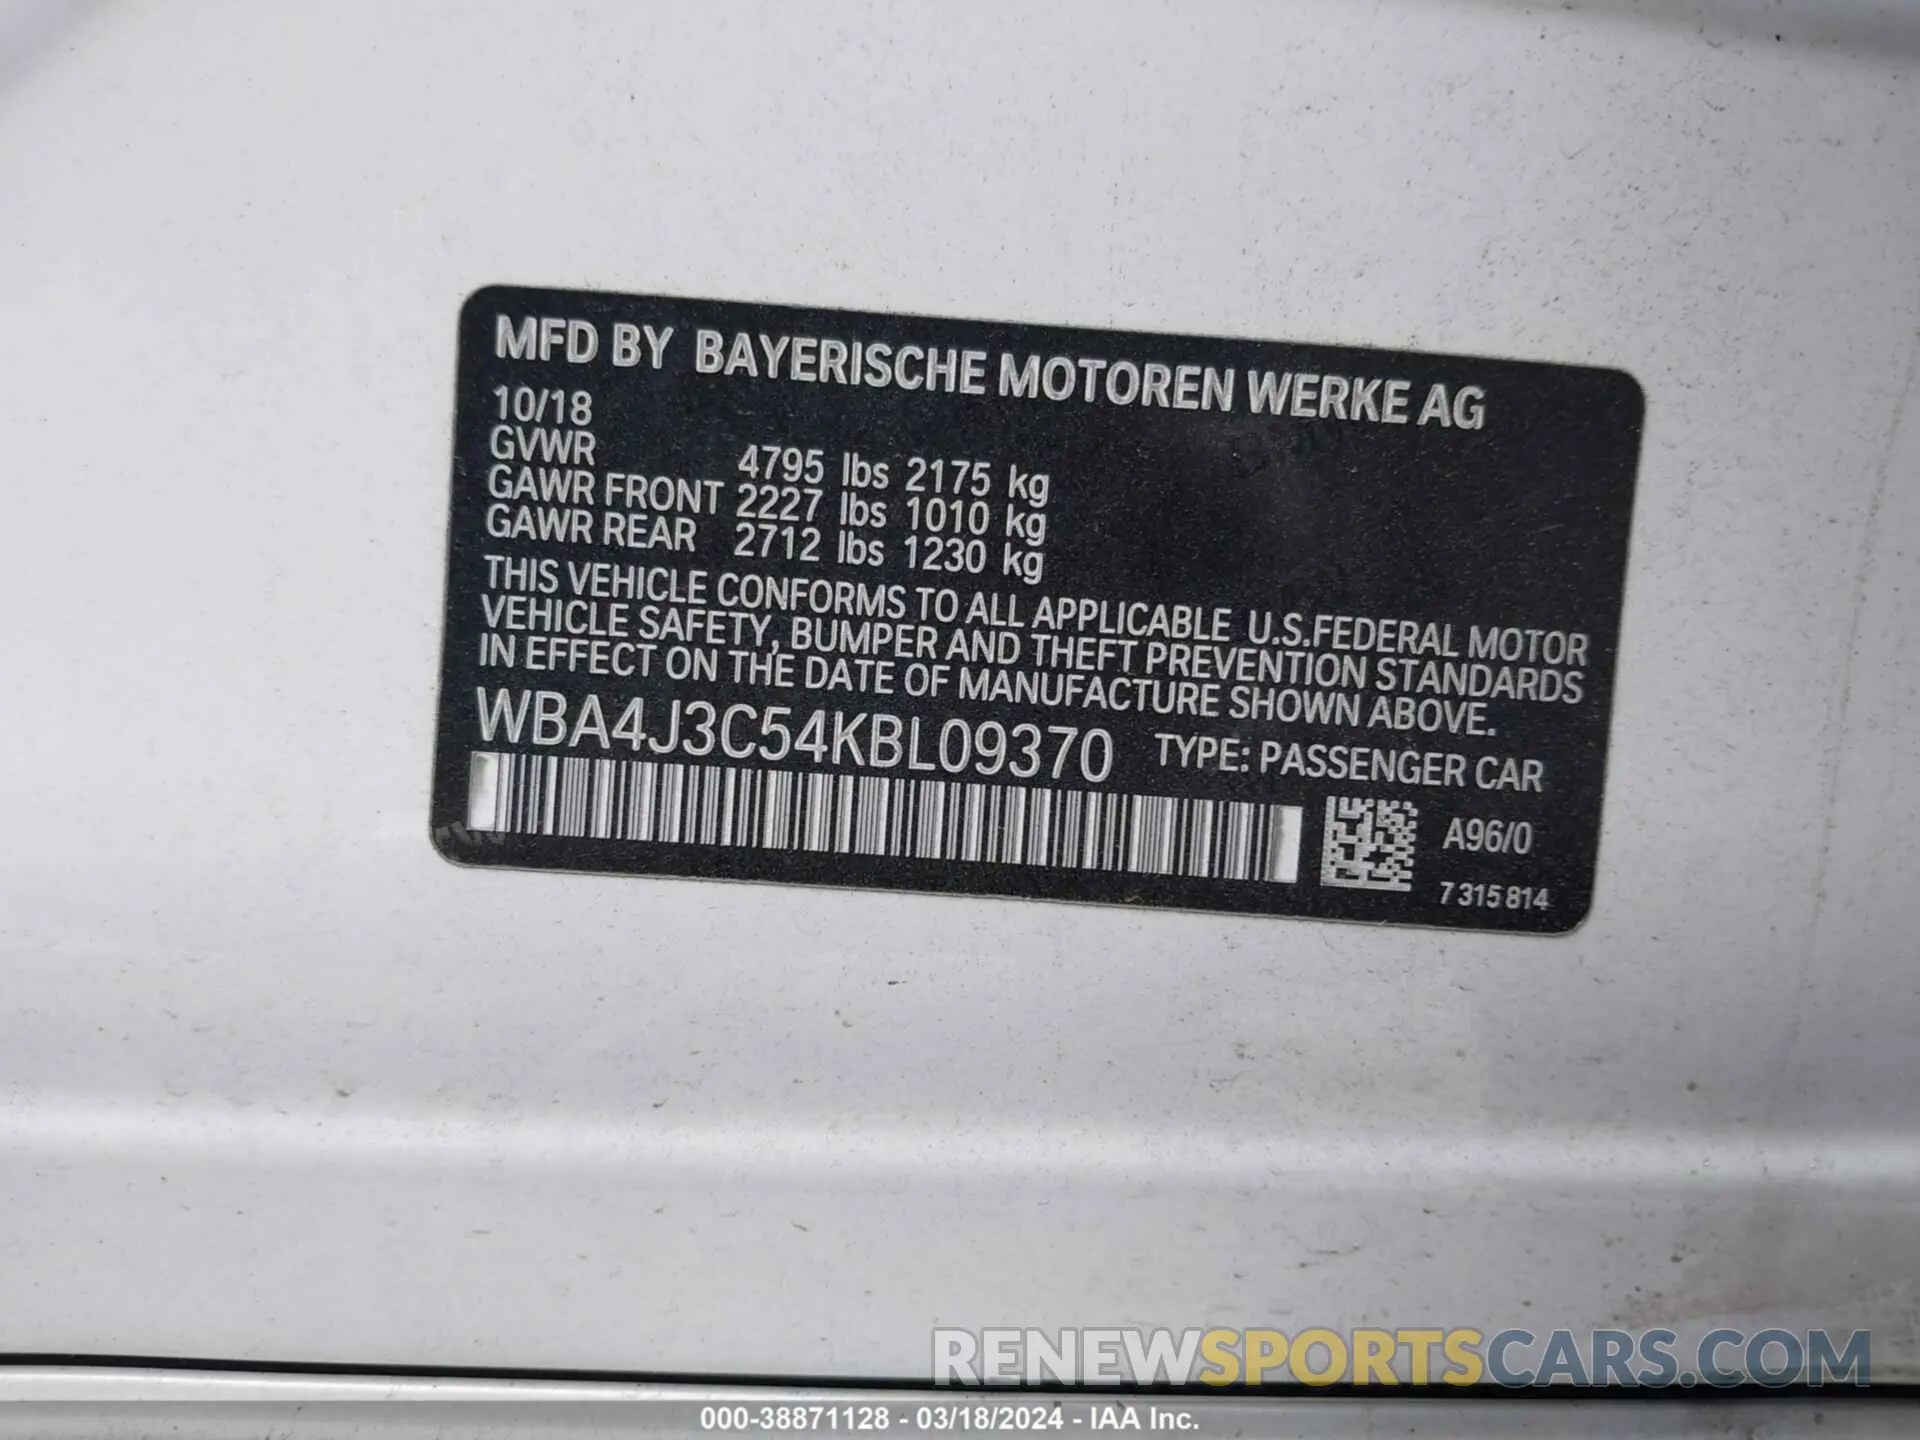 MFD BY BAYERISCHE MOTOREN WERKE AG
10/18
GVWR 4795 lbs 2175 kg
GAWR FRONT 2227 lbs 1010 kg
GAWR REAR 2712 lbs 1230 kg
THIS VEHICLE CONFORMS TO ALL APPLICABLE U.S.FEDERAL MOTOR
VEHICLE SAFETY, BUMPER AND THEFT PREVENTION STANDARDS
IN EFFECT ON THE DATE OF MANUFACTURE SHOWN ABOVE.
WBA4J3C54KBL09370 TYPE: PASSENGER CAR
A96/0
7 315 814
RENEWSPORTSCARS.COM
000-38871128 - 03/18/2024 - IAA Inc.